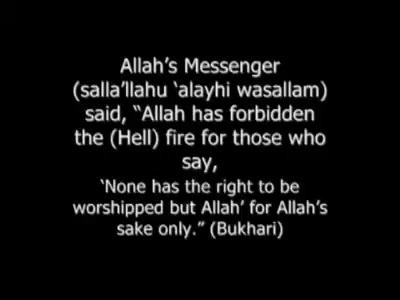 Allah’s Messenger
(salla’llahu ‘alayhi wasallam)
said, “Allah has forbidden
the (Hell) fire for those who
say,
‘None has the right to be
worshipped but Allah’ for Allah’s
sake only.” (Bukhari)